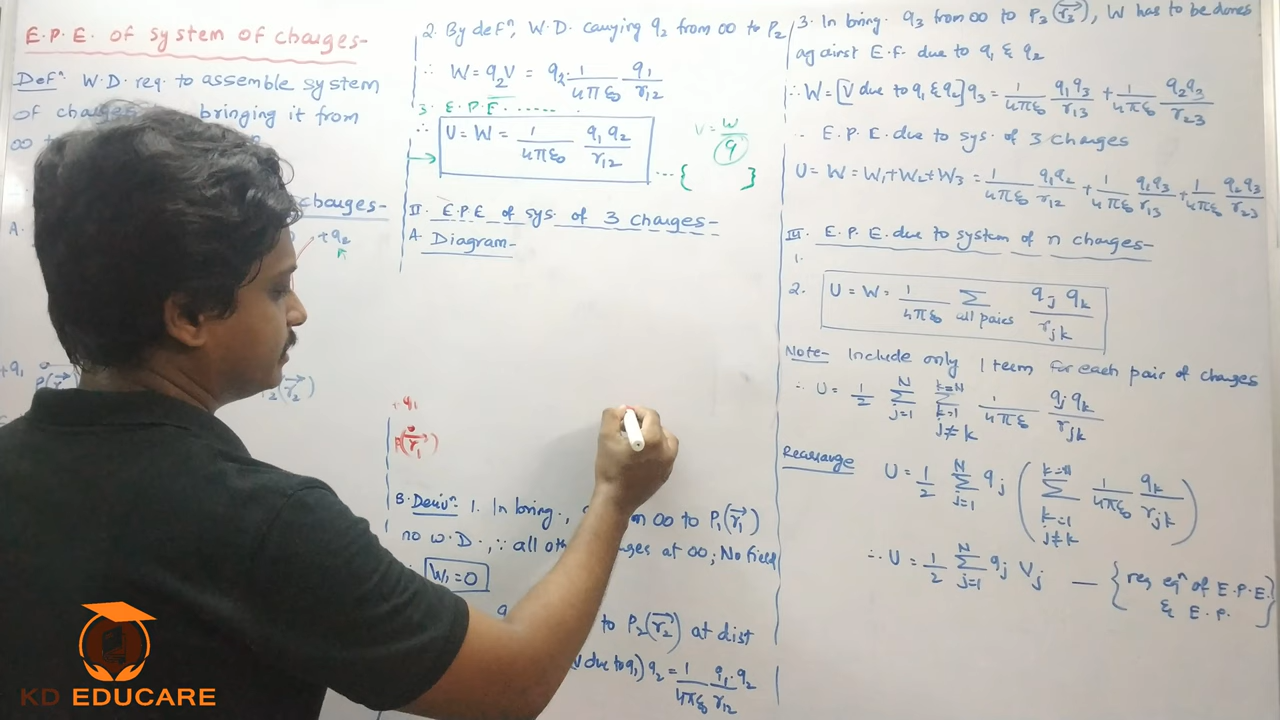 E.P.E. of system of charges-
Defⁿ. W.D. req. to assemble system
of charges bringing it from
∞
charges-
A.
+q₂
+q₁
P(r⃗
2(r⃗₂)
2. By defⁿ, W.D. carrying q₂ from ∞ to P₂
∴ W = q₂V = q₂·1/4πε₀ q₁/r₁₂
3. E.P.E. ......
∴ U = W = 1/4πε₀ q₁q₂/r₁₂ ... { }
V = W/q
II. E.P.E of sys. of 3 charges-
A. Diagram-
+q₁
P(r⃗₁)
B. Derivⁿ. 1. In bring., from ∞ to P₁(r⃗₁)
no W.D., ∵ all other charges at ∞; No field
W₁=0
to P₂(r⃗₂) at dist
(V due to q₁) q₂ = 1/4πε₀ q₁·q₂/r₁₂
3. In bring. q₃ from ∞ to P₃(r⃗₃), W has to be done
against E.F. due to q₁ & q₂
∴ W = [V due to q₁ & q₂] q₃ = 1/4πε₀ q₁q₃/r₁₃ + 1/4πε₀ q₂q₃/r₂₃
∴ E.P.E. due to sys. of 3 charges
U = W = W₁+W₂+W₃ = 1/4πε₀ q₁q₂/r₁₂ + 1/4πε₀ q₁q₃/r₁₃ + 1/4πε₀ q₂q₃/r₂₃
III. E.P.E. due to system of n charges-
1.
2. U = W = 1/4πε₀ Σ all pairs qj qk/rjk
Note- Include only 1 term for each pair of charges
∴ U = 1/2 Σ j=1 N Σ k=1 j≠k k=N 1/4πε₀ qj qk/rjk
Rearrange U = 1/2 Σ j=1 N qj (Σ k=1 j≠k k=N 1/4πε₀ qk/rjk)
∴ U = 1/2 Σ j=1 N qj Vj — {req eqⁿ of E.P.E.
& E.P.}
KD EDUCARE